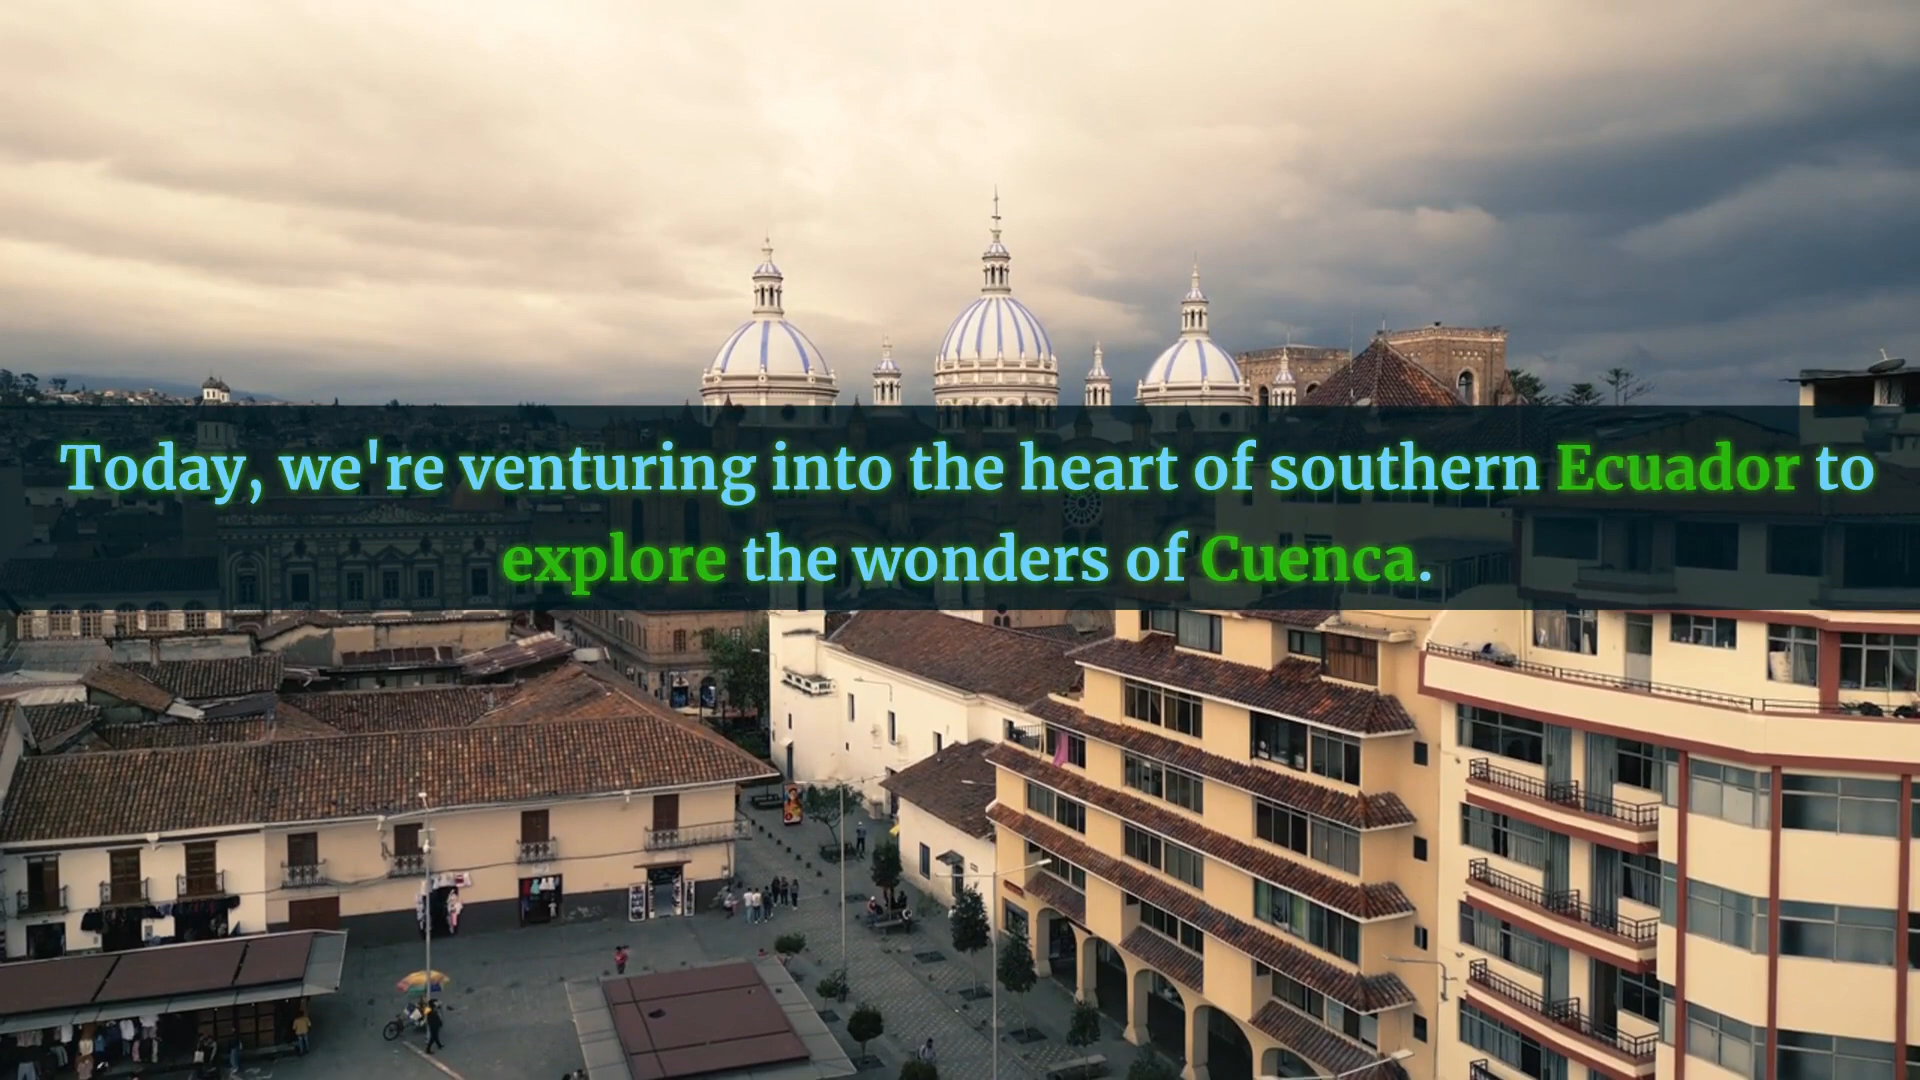 Today, we're venturing into the heart of southern Ecuador to
explore the wonders of Cuenca.